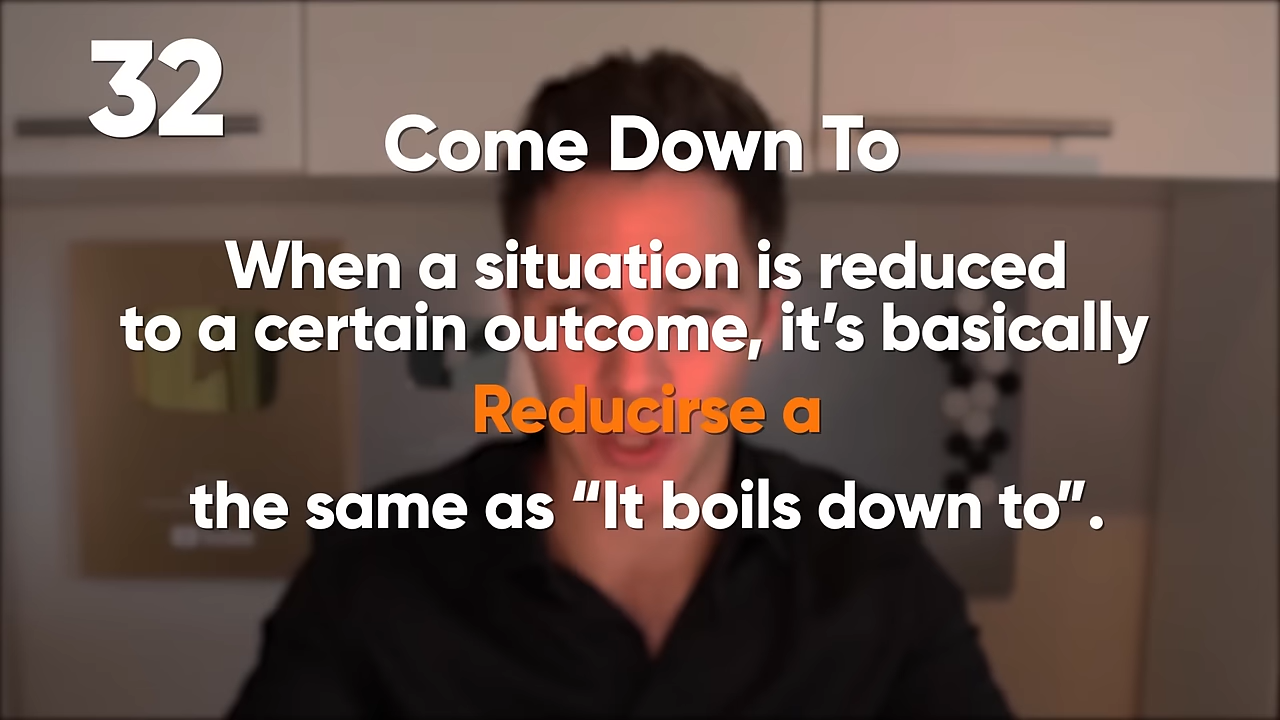 32
Come Down To
When a situation is reduced
to a certain outcome, it’s basically
Reducirse a
the same as “It boils down to”.